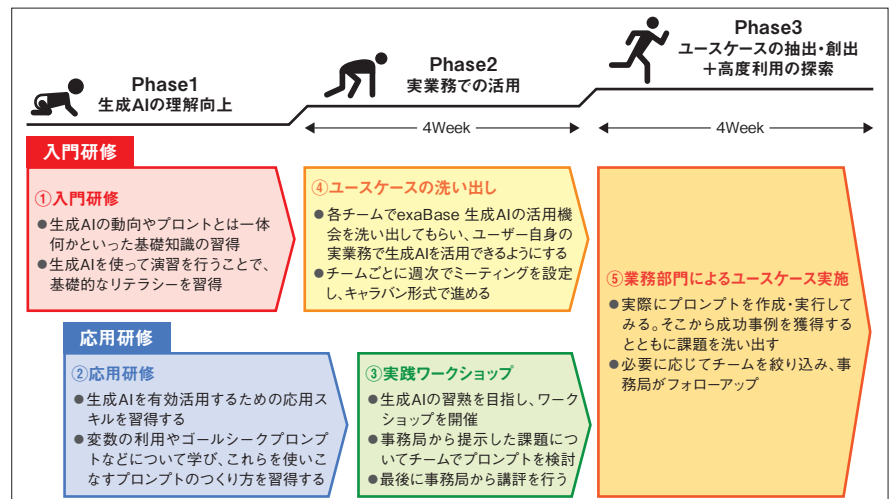 Phase1
生成AIの理解向上
Phase2
実業務での活用
Phase3
ユースケースの抽出・創出
＋高度利用の探索
4Week
4Week
入門研修
①入門研修
●生成AIの動向やプロントとは一体
何かといった基礎知識の習得
●生成AIを使って演習を行うことで、
基礎的なリテラシーを習得
④ユースケースの洗い出し
●各チームでexaBase 生成AIの活用機
会を洗い出してもらい、ユーザー自身の
実業務で生成AIを活用できるようにする
●チームごとに週次でミーティングを設定
し、キャラバン形式で進める
⑤業務部門によるユースケース実施
●実際にプロンプトを作成・実行して
みる。そこから成功事例を獲得する
とともに課題を洗い出す
●必要に応じてチームを絞り込み、事
務局がフォローアップ
応用研修
②応用研修
●生成AIを有効活用するための応用ス
キルを習得する
●変数の利用やゴールシークプロンプ
トなどについて学び、これらを使いこ
なすプロンプトのつくり方を習得する
③実践ワークショップ
●生成AIの習熟を目指し、ワーク
ショップを開催
●事務局から提示した課題につ
いてチームでプロンプトを検討
●最後に事務局から講評を行う